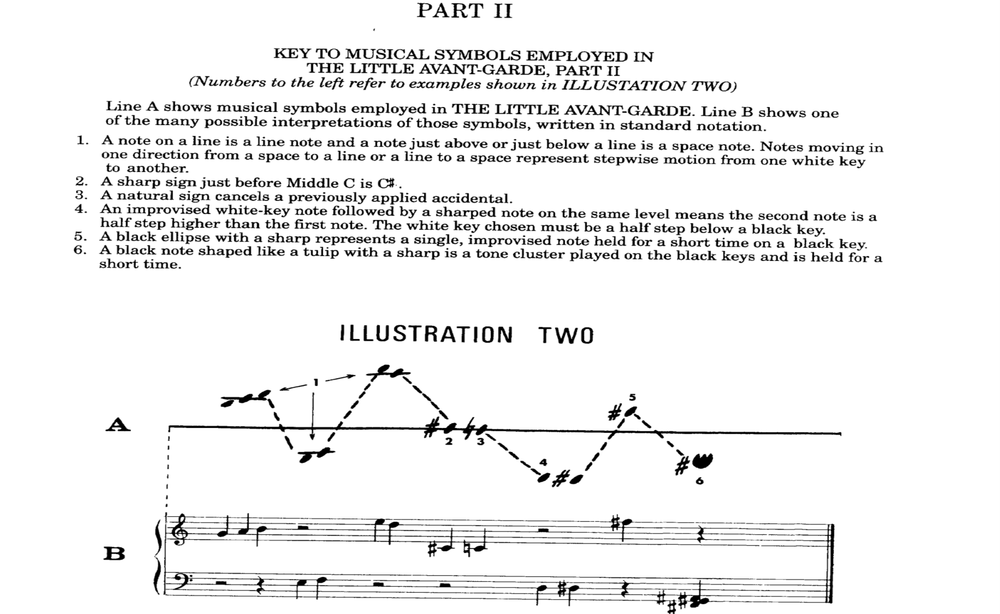 PART II
KEY TO MUSICAL SYMBOLS EMPLOYED IN
THE LITTLE AVANT-GARDE, PART II
(Numbers to the left refer to examples shown in ILLUSTATION TWO)
Line A shows musical symbols employed in THE LITTLE AVANT-GARDE. Line B shows one
of the many possible interpretations of those symbols, written in standard notation.
1. A note on a line is a line note and a note just above or just below a line is a space note. Notes moving in
one direction from a space to a line or a line to a space represent stepwise motion from one white key
to another.
2. A sharp sign just before Middle C is C♯.
3. A natural sign cancels a previously applied accidental.
4. An improvised white-key note followed by a sharped note on the same level means the second note is a
half step higher than the first note. The white key chosen must be a half step below a black key.
5. A black ellipse with a sharp represents a single, improvised note held for a short time on a black key.
6. A black note shaped like a tulip with a sharp is a tone cluster played on the black keys and is held for a
short time.
ILLUSTRATION TWO
1
5
A
2 3
4
6
B